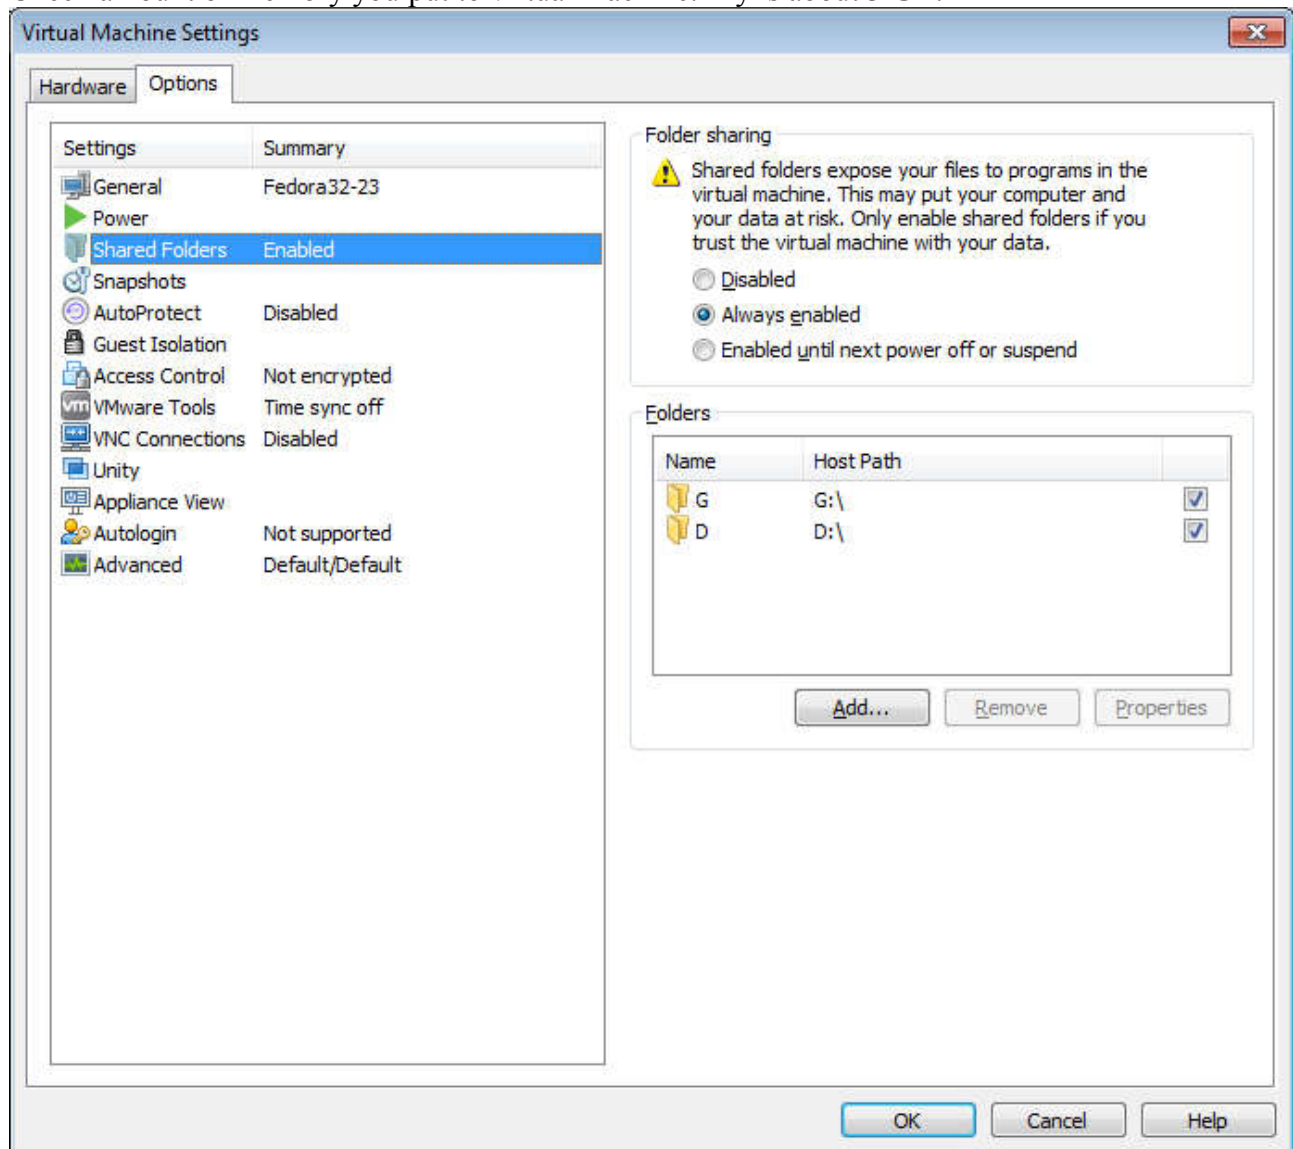 Virtual Machine Settings
Hardware Options
Settings Summary
General Fedora32-23
Power
Shared Folders Enabled
Snapshots
AutoProtect Disabled
Guest Isolation
Access Control Not encrypted
VMware Tools Time sync off
VNC Connections Disabled
Unity
Appliance View
Autologin Not supported
Advanced Default/Default
Folder sharing
Shared folders expose your files to programs in the
virtual machine. This may put your computer and
your data at risk. Only enable shared folders if you
trust the virtual machine with your data.
Disabled
Always enabled
Enabled until next power off or suspend
Folders
Name Host Path
G G:\
D D:\
Add... Remove Properties
OK Cancel Help